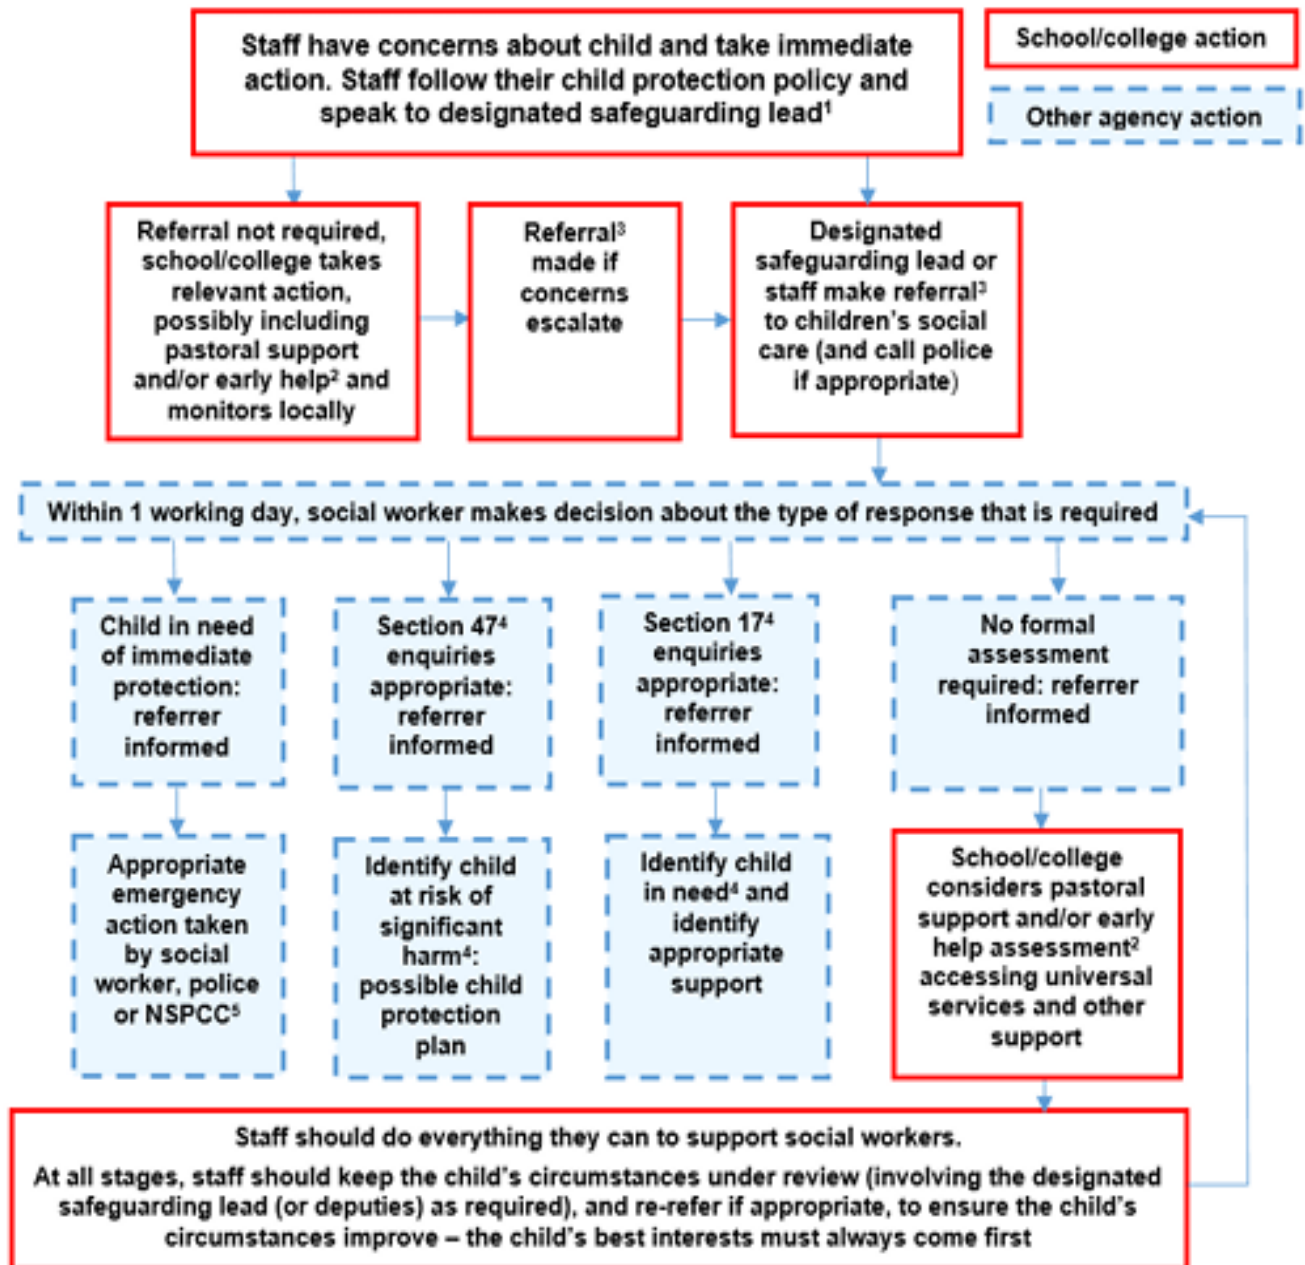 Staff have concerns about child and take immediate
action. Staff follow their child protection policy and
speak to designated safeguarding lead¹
School/college action
Other agency action
Referral not required,
school/college takes
relevant action,
possibly including
pastoral support
and/or early help² and
monitors locally
Referral³
made if
concerns
escalate
Designated
safeguarding lead or
staff make referral³
to children’s social
care (and call police
if appropriate)
Within 1 working day, social worker makes decision about the type of response that is required
Child in need
of immediate
protection:
referrer
informed
Section 47⁴
enquiries
appropriate:
referrer
informed
Section 17⁴
enquiries
appropriate:
referrer
informed
No formal
assessment
required: referrer
informed
Appropriate
emergency
action taken
by social
worker, police
or NSPCC⁵
Identify child
at risk of
significant
harm⁴:
possible child
protection
plan
Identify child
in need⁴ and
identify
appropriate
support
School/college
considers pastoral
support and/or early
help assessment²
accessing universal
services and other
support
Staff should do everything they can to support social workers.
At all stages, staff should keep the child’s circumstances under review (involving the designated
safeguarding lead (or deputies) as required), and re-refer if appropriate, to ensure the child’s
circumstances improve – the child’s best interests must always come first